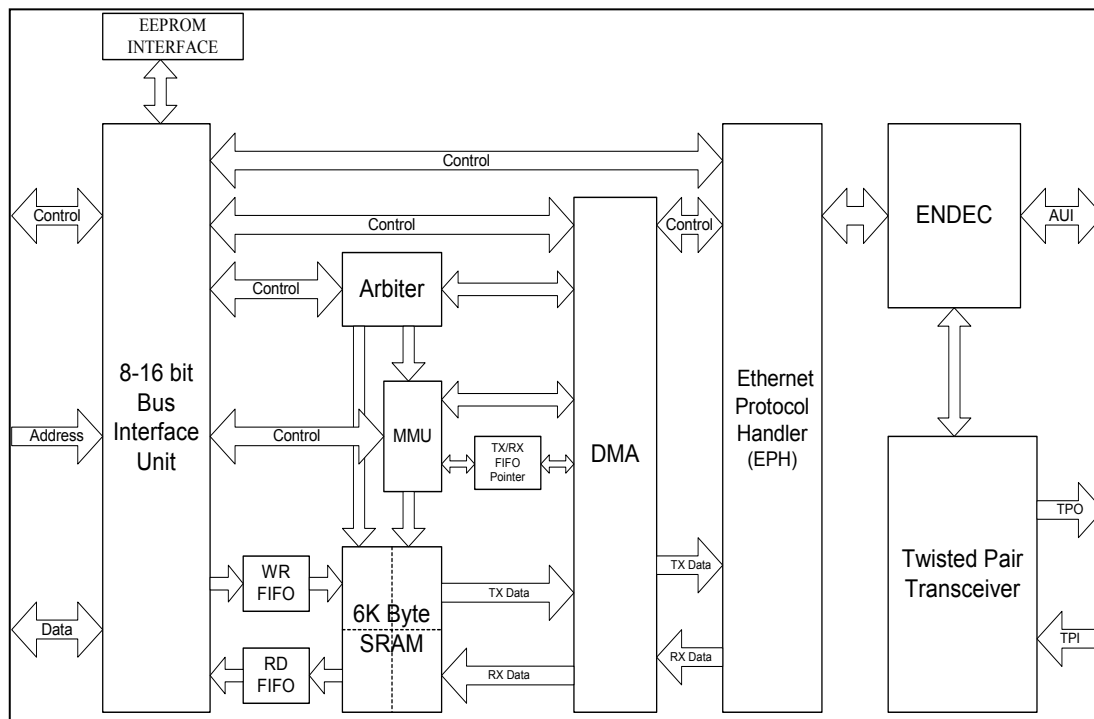 EEPROM
INTERFACE
Control
Control
Control
Control
ENDEC
AUI
Control
Arbiter
8-16 bit
Bus
Interface
Unit
Address
Control
MMU
TX/RX
FIFO
Pointer
DMA
Ethernet
Protocol
Handler
(EPH)
Twisted Pair
Transceiver
TPO
TPI
WR
FIFO
6K Byte
SRAM
TX Data
TX Data
Data
RD
FIFO
RX Data
RX Data